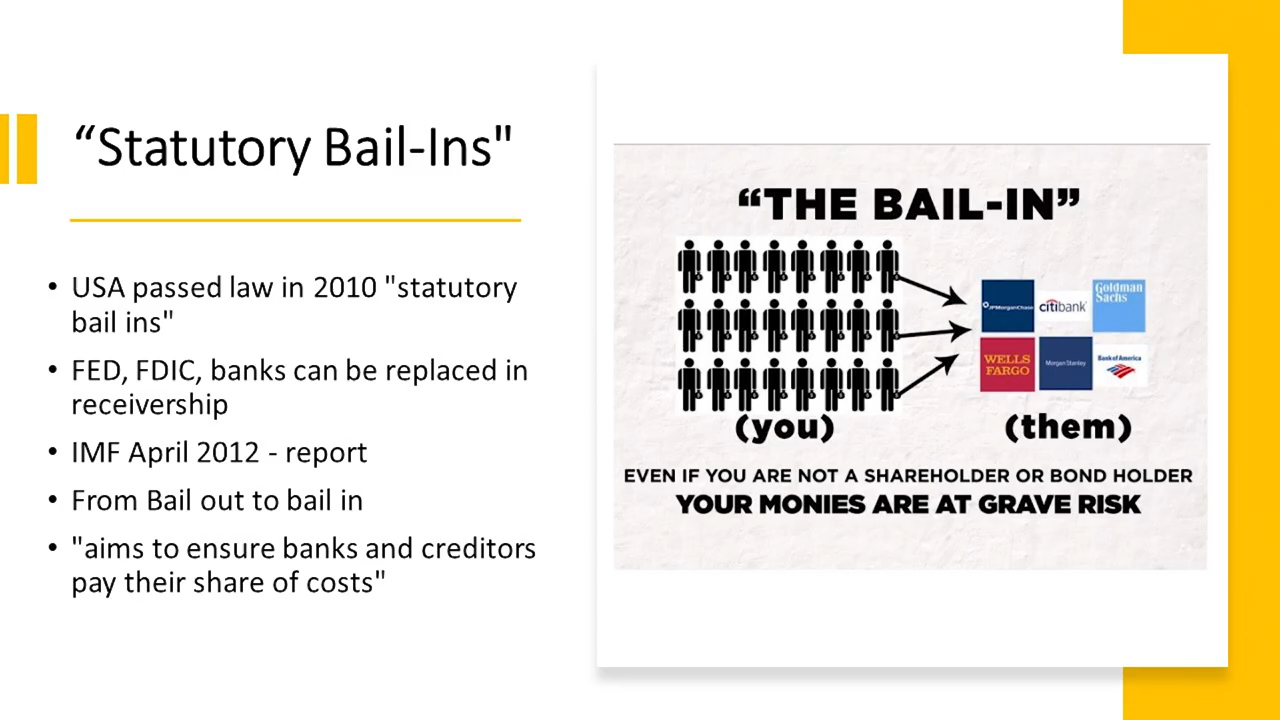 “Statutory Bail-Ins"
• USA passed law in 2010 "statutory
bail ins"
• FED, FDIC, banks can be replaced in
receivership
• IMF April 2012 - report
• From Bail out to bail in
• "aims to ensure banks and creditors
pay their share of costs"
“THE BAIL-IN”
JPMorganChase
citibank
Goldman
Sachs
WELLS
FARGO
Morgan Stanley
Bank of America
(you)
(them)
EVEN IF YOU ARE NOT A SHAREHOLDER OR BOND HOLDER
YOUR MONIES ARE AT GRAVE RISK